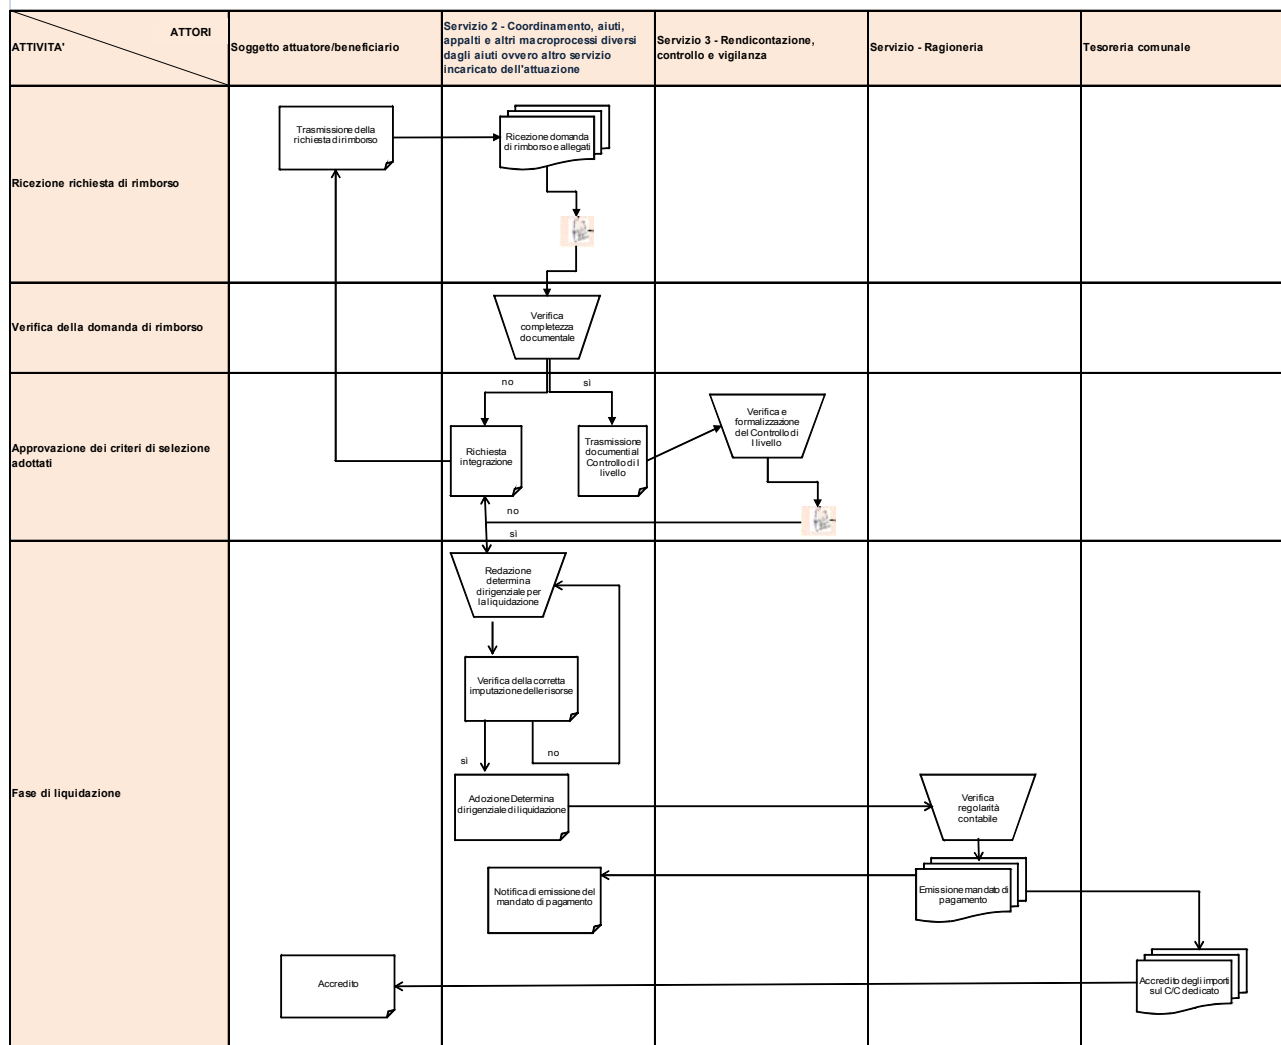 ATTORI
ATTIVITA'
Soggetto attuatore/beneficiario
Servizio 2 - Coordinamento, aiuti,
appalti e altri macroprocessi diversi
dagli aiuti ovvero altro servizio
incaricato dell'attuazione
Servizio 3 - Rendicontazione,
controllo e vigilanza
Servizio - Ragioneria
Tesoreria comunale
Ricezione richiesta di rimborso
Trasmissione della
richiesta di rimborso
Ricezione domanda
di rimborso e allegati
Verifica della domanda di rimborso
Verifica
completezza
documentale
Approvazione dei criteri di selezione
adottati
no
sì
Richiesta
integrazione
Trasmissione
documenti al
Controllo di I
livello
Verifica e
formalizzazione
del Controllo di
I livello
no
sì
Fase di liquidazione
Redazione
determina
dirigenziale per
la liquidazione
Verifica della corretta
imputazione delle risorse
sì
no
Adozione Determina
dirigenziale di liquidazione
Verifica
regolarità
contabile
Notifica di emissione del
mandato di pagamento
Emissione mandato di
pagamento
Accredito
Accredito degli importi
sul C/C dedicato